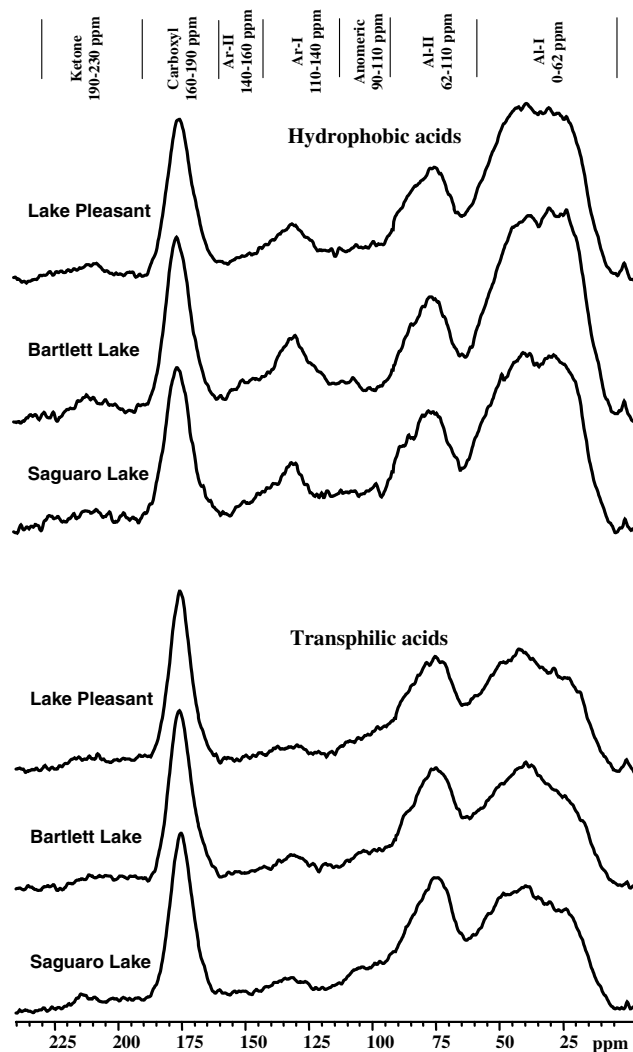 Ketone
190-230 ppm
Carboxyl
160-190 ppm
Ar-II
140-160 ppm
Ar-I
110-140 ppm
Anomeric
90-110 ppm
Al-II
62-110 ppm
Al-I
0-62 ppm
Hydrophobic acids
Lake Pleasant
Bartlett Lake
Saguaro Lake
Transphilic acids
Lake Pleasant
Bartlett Lake
Saguaro Lake
225 200 175 150 125 100 75 50 25 ppm